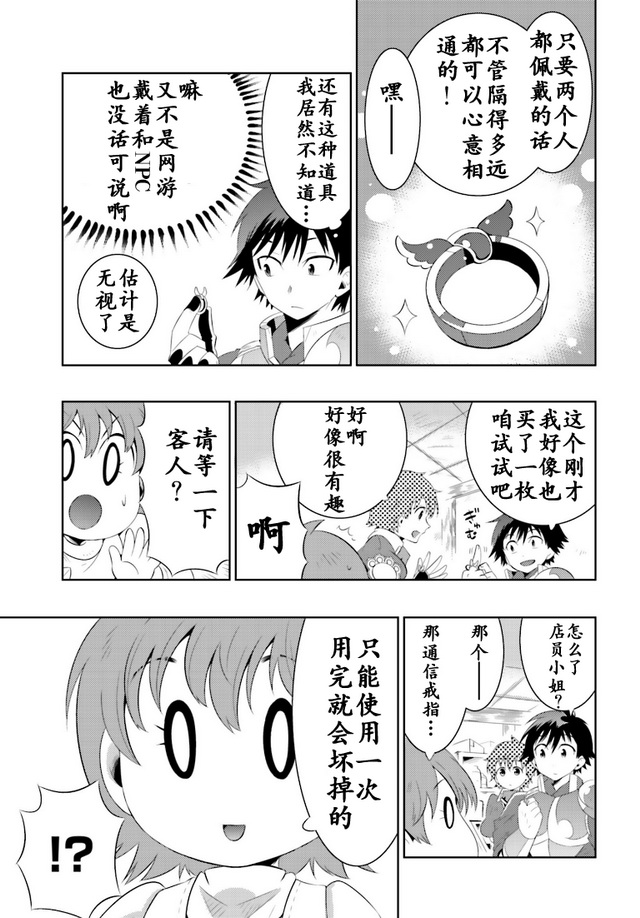 只要两个人
都佩戴的话
不管隔得多远
都可以心意相
通的！
嘿——
还有这种道具
我居然不知道…
嘛
又不是网游
戴着和NPC
也没话可说
啊
估计是
无视了
这个刚才
我好像也
买了一枚
咱试试吧
ぎゅむ
好啊
好像很有
趣
啊
请等一下
客人？
怎么了
店员小姐？
那个——
那通信戒指…
只能使用一次
用完就会坏掉的
!?